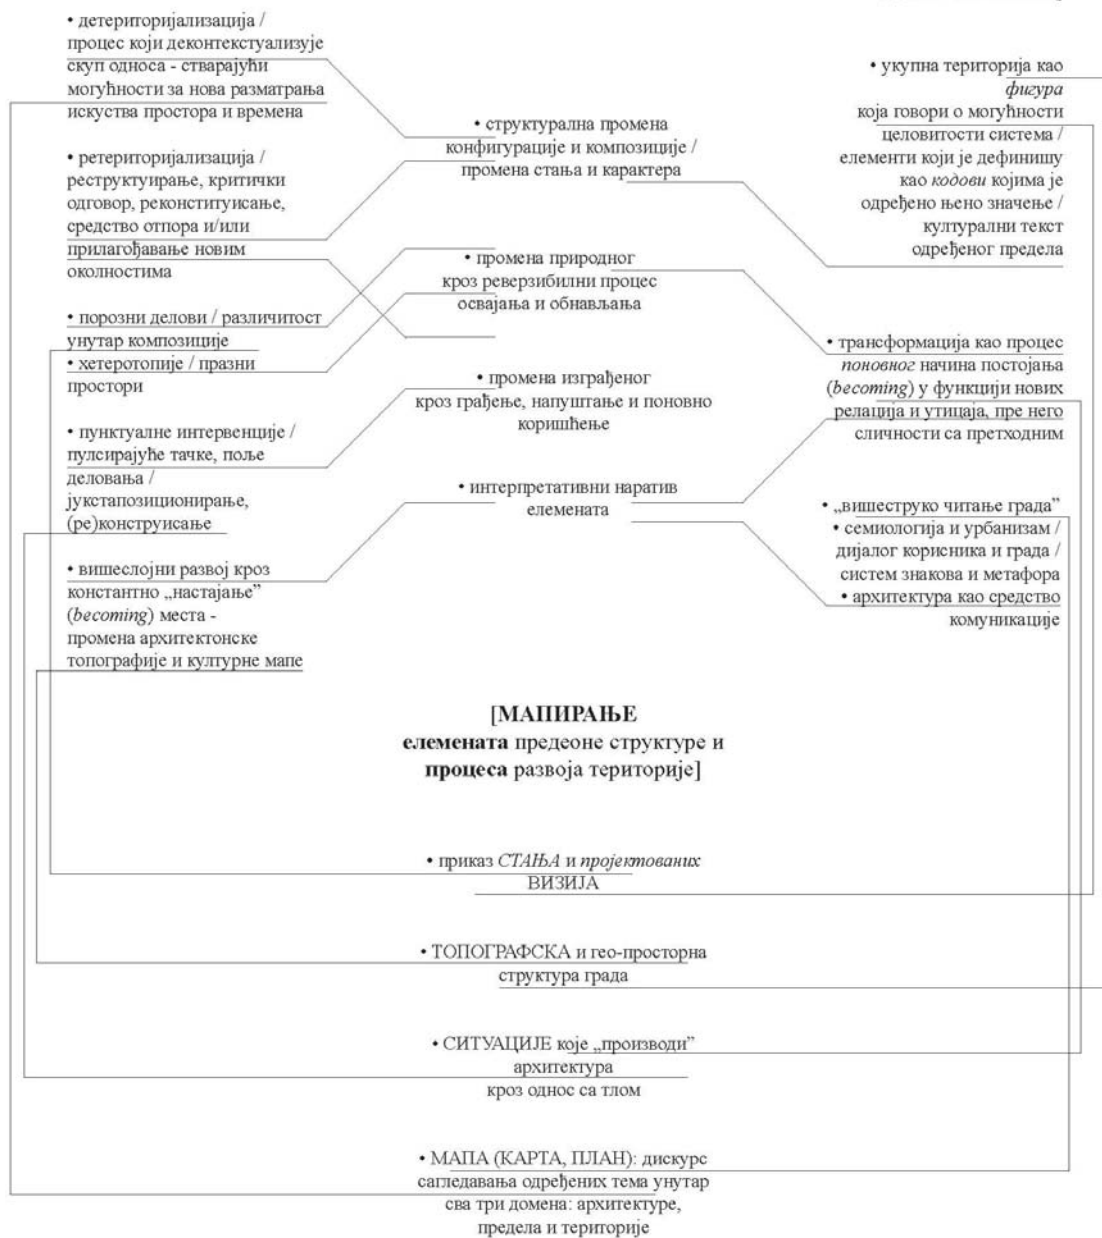 • детериторијализација /
процес који деконтекстуализује
скуп односа - стварајући
могућности за нова разматрања
искуства простора и времена
• ретериторијализација /
реструктуирање, критички
одговор, реконституисање,
средство отпора и/или
прилагођавање новим
околностима
• порозни делови / различитост
унутар композиције
• хетеротопије / празни
простори
• пунктуалне интервенције /
пулсирајуће тачке, поље
деловања /
јукстапозиционирање,
(ре)конструисање
• вишеслојни развој кроз
константно „настајање”
(becoming) места -
промена архитектонске
топографије и културне мапе
• структурална промена
конфигурације и композиције /
промена стања и карактера
• промена природног
кроз реверзибилни процес
освајања и обнављања
• промена изграђеног
кроз грађење, напуштање и поновно
коришћење
• интерпретативни наратив
елемената
• укупна територија као
фигура
која говори о могућности
целовитости система /
елементи који је дефинишу
као кодови којима је
одређено њено значење /
културални текст
одређеног предела
• трансформација као процес
поновног начина постојања
(becoming) у функцији нових
релација и утицаја, пре него
сличности са претходним
• „вишеструко читање града”
• семиологија и урбанизам /
дијалог корисника и града /
систем знакова и метафора
• архитектура као средство
комуникације
[МАПИРАЊЕ
елемената предеоне структуре и
процеса развоја територије]
• приказ СТАЊА и пројектованих
ВИЗИЈА
• ТОПОГРАФСКА и гео-просторна
структура града
• СИТУАЦИЈЕ које „производи”
архитектура
кроз однос са тлом
• МАПА (КАРТА, ПЛАН): дискурс
сагледавања одређених тема унутар
сва три домена: архитектуре,
предела и територије